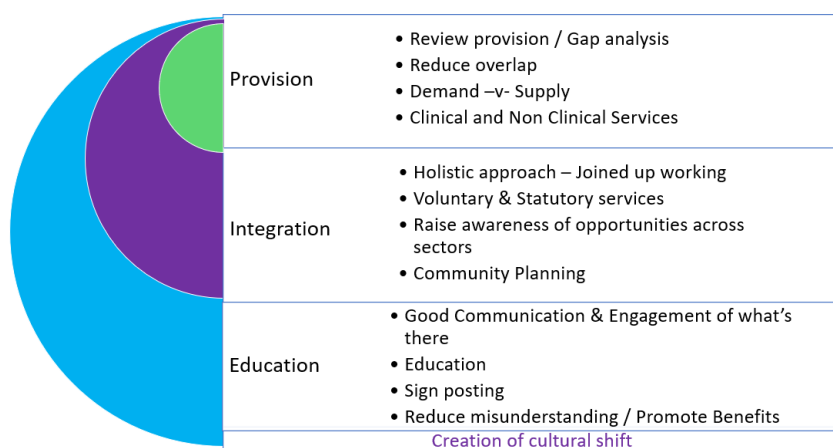 Provision
• Review provision / Gap analysis
• Reduce overlap
• Demand –v- Supply
• Clinical and Non Clinical Services
Integration
• Holistic approach – Joined up working
• Voluntary & Statutory services
• Raise awareness of opportunities across
sectors
• Community Planning
Education
• Good Communication & Engagement of what’s
there
• Education
• Sign posting
• Reduce misunderstanding / Promote Benefits
Creation of cultural shift